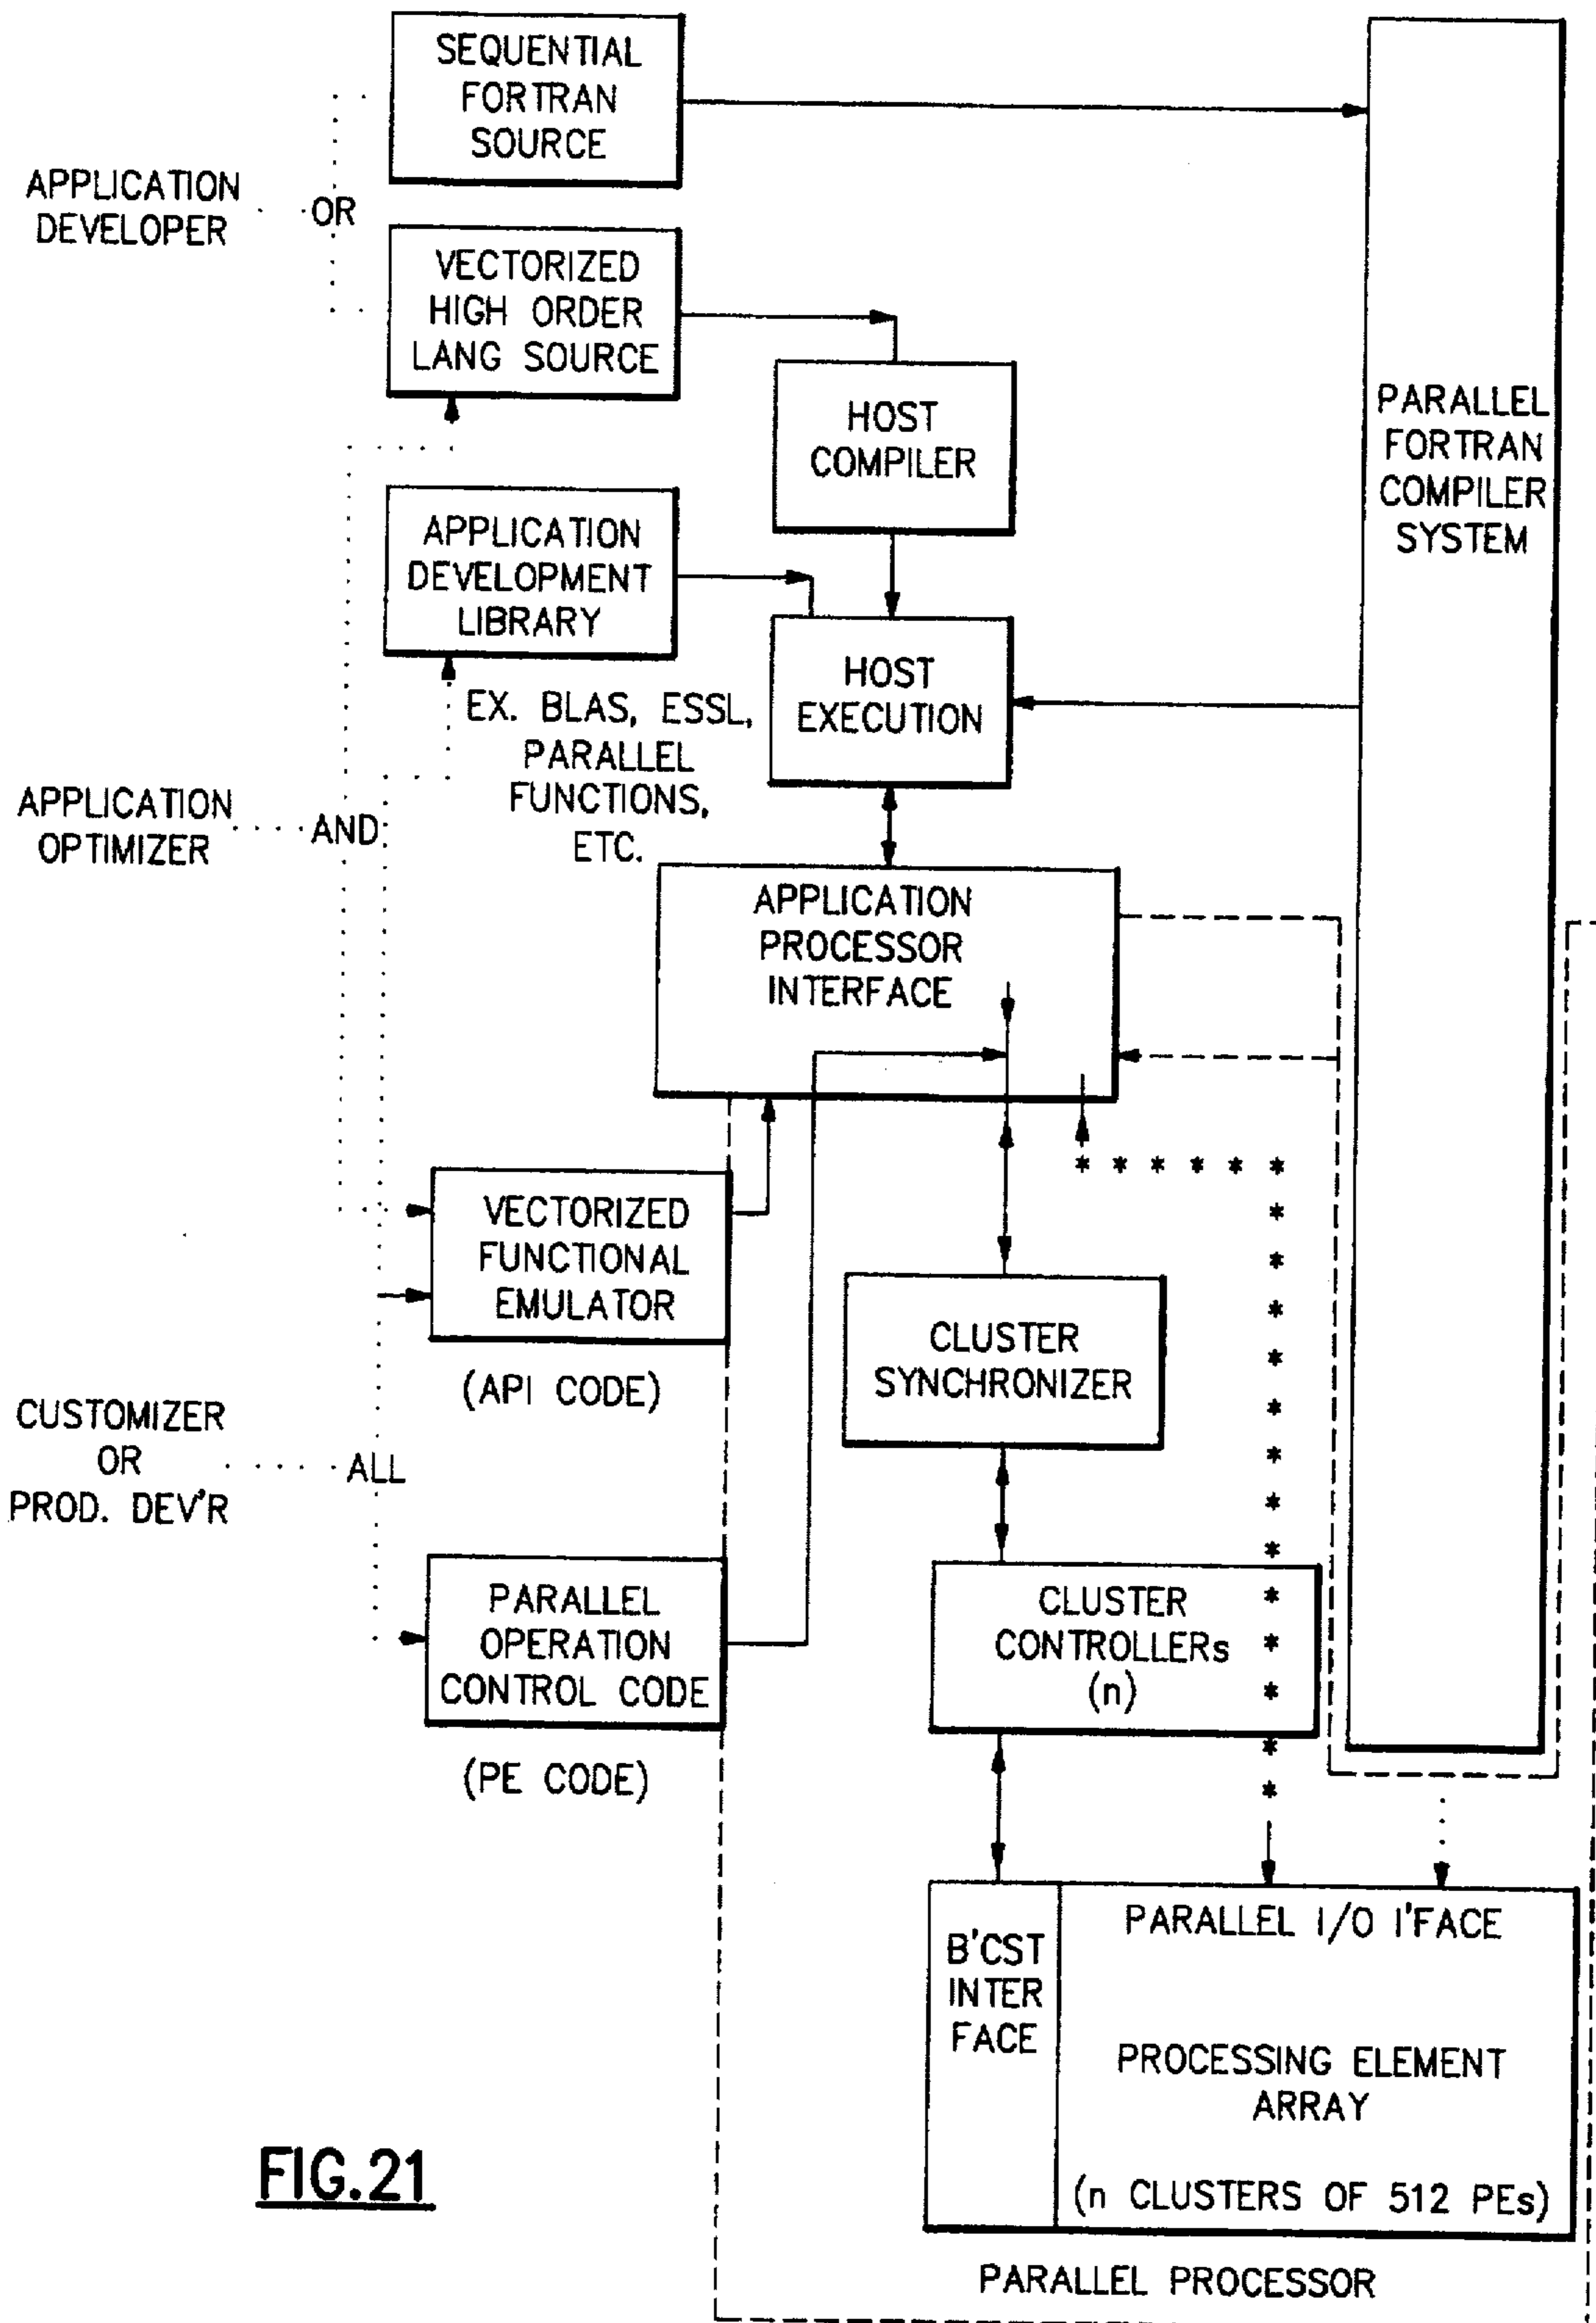 SEQUENTIAL
FORTRAN
SOURCE
APPLICATION
DEVELOPER
OR
VECTORIZED
HIGH ORDER
LANG SOURCE
HOST
COMPILER
PARALLEL
FORTRAN
COMPILER
SYSTEM
APPLICATION
DEVELOPMENT
LIBRARY
HOST
EXECUTION
EX. BLAS, ESSL,
PARALLEL
FUNCTIONS,
ETC.
APPLICATION
OPTIMIZER
AND
APPLICATION
PROCESSOR
INTERFACE
VECTORIZED
FUNCTIONAL
EMULATOR
(API CODE)
CLUSTER
SYNCHRONIZER
CUSTOMIZER
OR
PROD. DEV'R
ALL
PARALLEL
OPERATION
CONTROL CODE
(PE CODE)
CLUSTER
CONTROLLERs
(n)
B'CST
INTER
FACE
PARALLEL I/O I'FACE
PROCESSING ELEMENT
ARRAY
(n CLUSTERS OF 512 PEs)
PARALLEL PROCESSOR
FIG.21